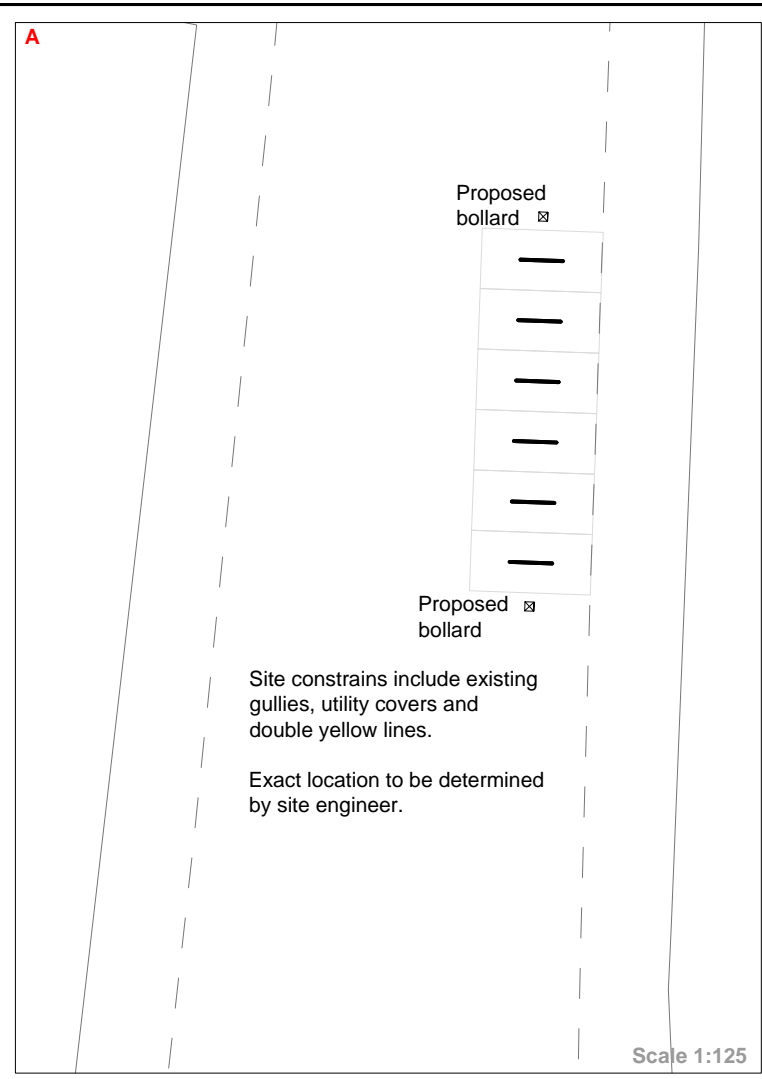 A
Proposed
bollard
Proposed
bollard
Site constrains include existing
gullies, utility covers and
double yellow lines.
Exact location to be determined
by site engineer.
Scale 1:125